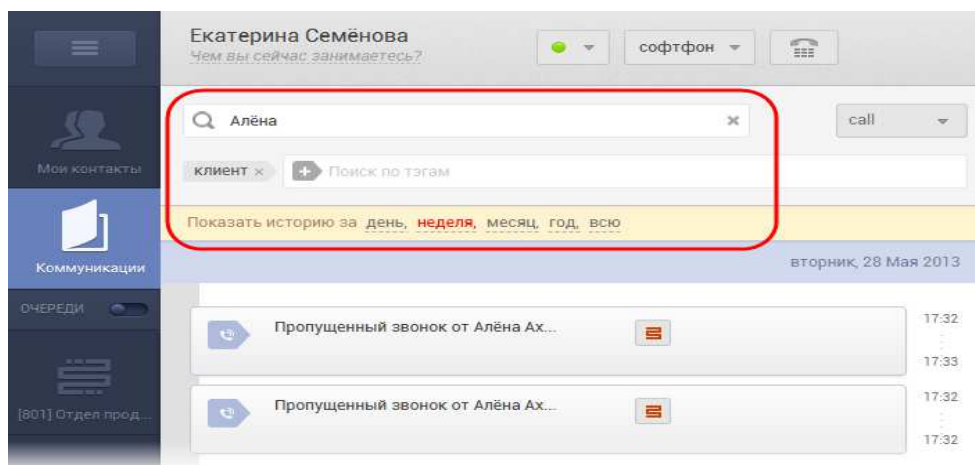 Екатерина Семёнова
Чем вы сейчас занимаетесь?
софтфон
Алёна
call
Мои контакты
клиент ×
Поиск по тэгам
Показать историю за день, неделя, месяц, год, всю
Коммуникации
вторник, 28 Мая 2013
ОЧЕРЕДИ
Пропущенный звонок от Алёна Ах...
17:32
17:33
[801] Отдел прод...
Пропущенный звонок от Алёна Ах...
17:32
17:32